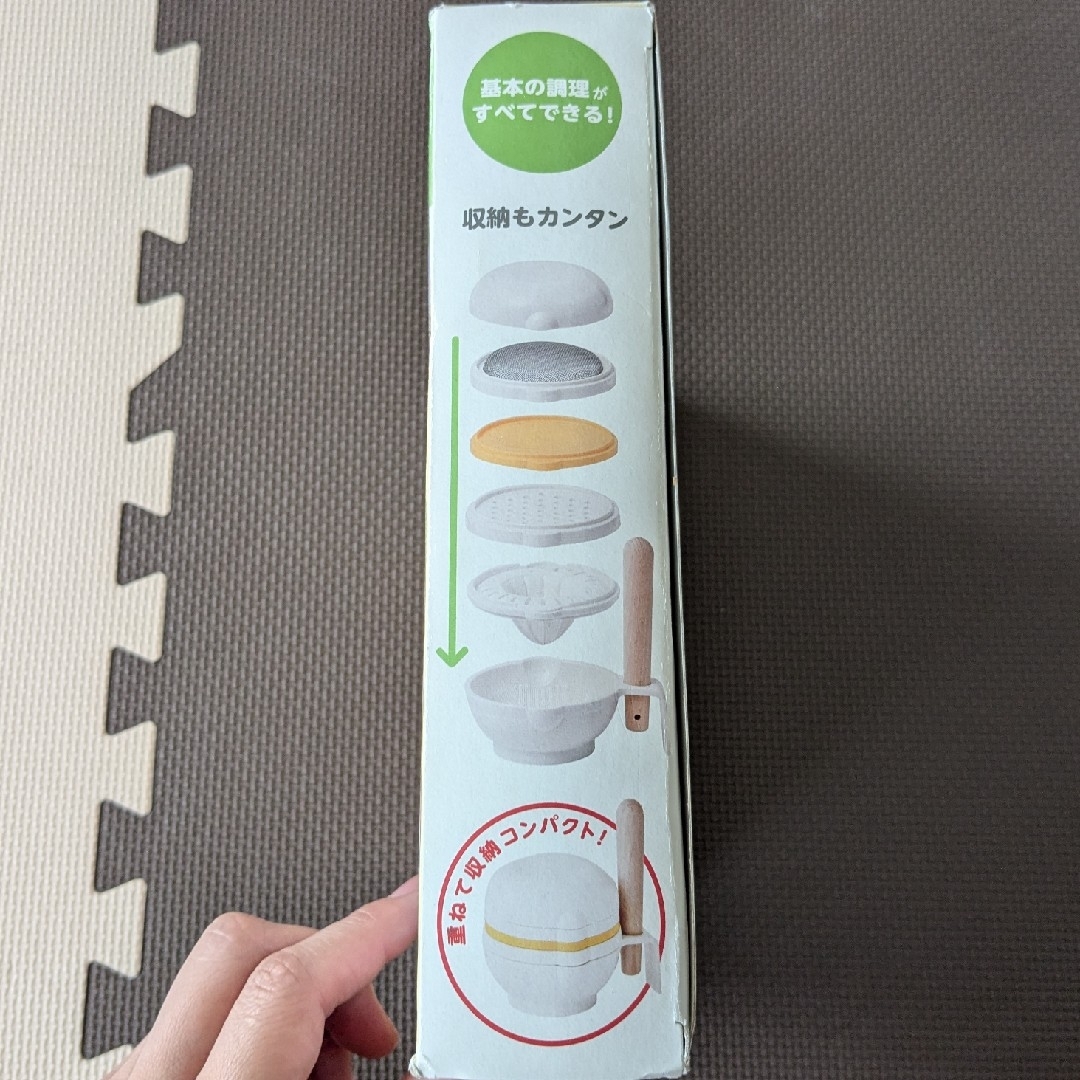 基本の調理が
すべてできる!
収納もカンタン
重ねて収納コンパクト!